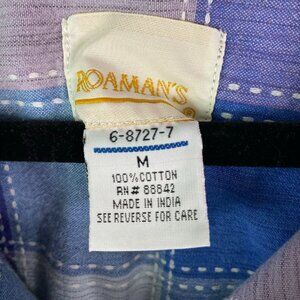 ROAMAN'S
®
6-8727-7
M
100% COTTON
RN# 88842
MADE IN INDIA
SEE REVERSE FOR CARE